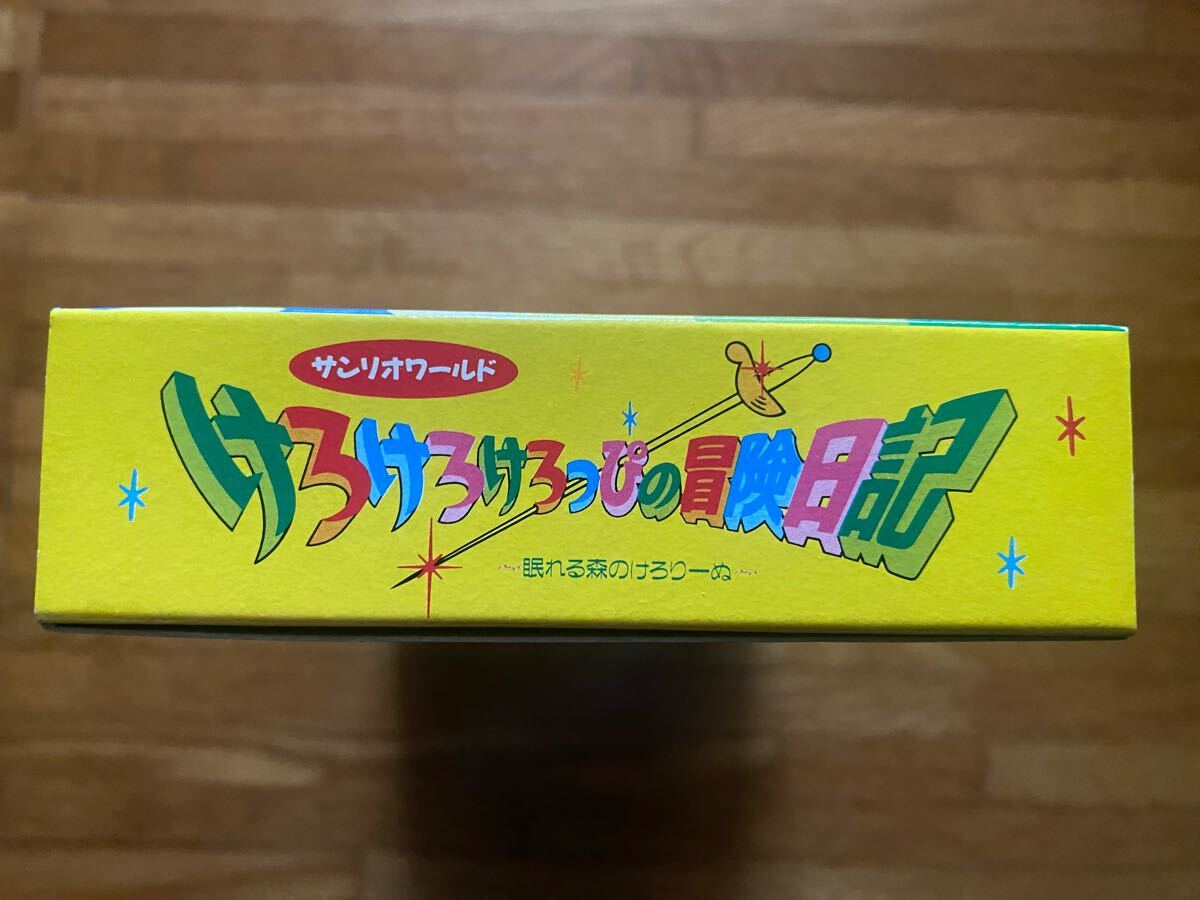 サンリオワールド
けろけろけろっぴの冒険日記
眠れる森のけろりーぬ